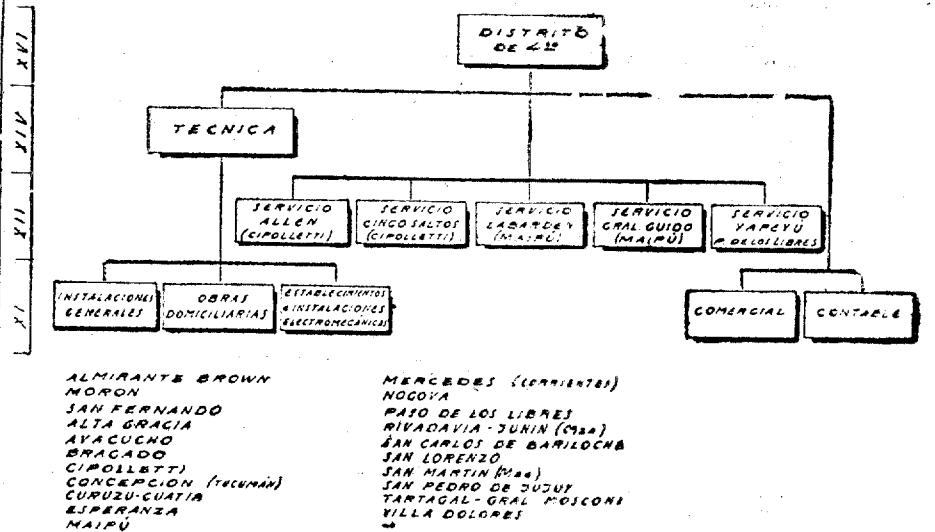 DISTRITO
DE 4ta
TECNICA
SERVICIO
ALLEN
(CIPOLLETTI)
SERVICIO
CINCO SALTOS
(CIPOLLETTI)
SERVICIO
LABARDEN
(MAIPÚ)
SERVICIO
GRAL. GUIDO
(MAIPÚ)
SERVICIO
YAPEYÚ
P. DE LOS LIBRES
INSTALACIONES
GENERALES
OBRAS
DOMICILIARIAS
ESTABLECIMIENTOS
e INSTALACIONES
ELECTROMECÁNICAS
COMERCIAL
CONTABLE
XVI
XIV
XII
XI
ALMIRANTE BROWN
MORON
SAN FERNANDO
ALTA GRACIA
AYACUCHO
BRAGADO
CIPOLLETTI
CONCEPCION (TUCUMÁN)
CURUZU-CUATIA
ESPERANZA
MAIPÚ
MERCEDES (CORRIENTES)
NOGOYA
PASO DE LOS LIBRES
RIVADAVIA - JUNIN (Mza)
SAN CARLOS DE BARILOCHE
SAN LORENZO
SAN MARTIN (Mza)
SAN PEDRO DE JUJUY
TARTAGAL - GRAL MOSCONI
VILLA DOLORES